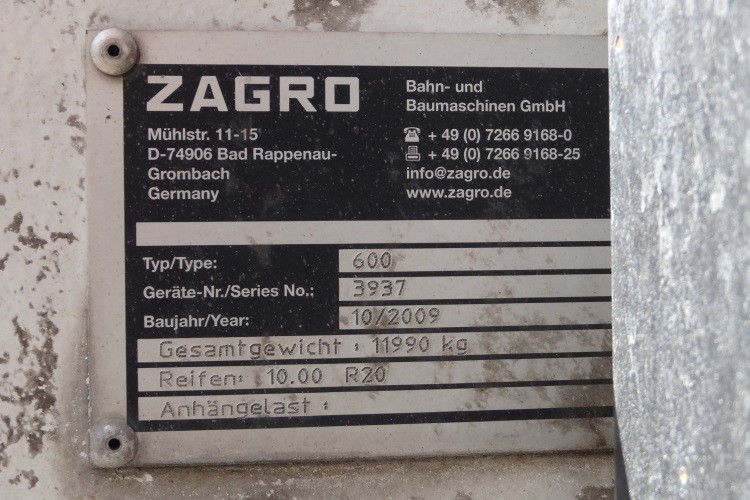 ZAGRO
Bahn- und
Baumaschinen GmbH
Mühlstr. 11-15
D-74906 Bad Rappenau-
Grombach
Germany
+ 49 (0) 7266 9168-0
+ 49 (0) 7266 9168-25
info@zagro.de
www.zagro.de
Typ/Type: 600
Geräte-Nr./Series No.: 3937
Baujahr/Year: 10/2009
Gesamtgewicht : 11990 kg
Reifen: 10.00 R20
Anhängelast :